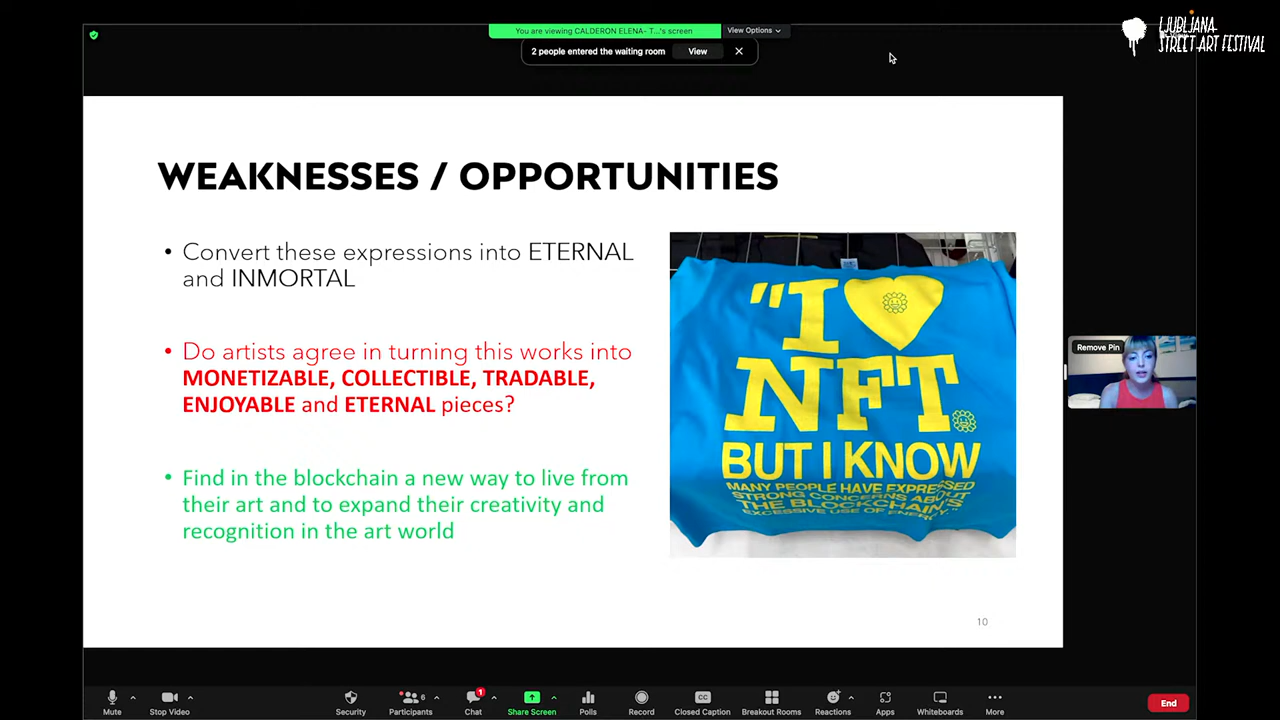 LJUBLJANA
STREET ART FESTIVAL
You are viewing CALDERON ELENA- T...'s screen
View Options
2 people entered the waiting room
View
WEAKNESSES / OPPORTUNITIES
• Convert these expressions into ETERNAL
and INMORTAL
• Do artists agree in turning this works into
MONETIZABLE, COLLECTIBLE, TRADABLE,
ENJOYABLE and ETERNAL pieces?
• Find in the blockchain a new way to live from
their art and to expand their creativity and
recognition in the art world
"I
NFT
BUT I KNOW
MANY PEOPLE HAVE EXPRESSED
STRONG CONCERNS ABOUT
THE BLOCKCHAIN'S
EXCESSIVE USE OF ENERGY."
Remove Pin
10
6
1
CC
Mute
Stop Video
Security
Participants
Chat
Share Screen
Polls
Record
Closed Caption
Breakout Rooms
Reactions
Apps
Whiteboards
More
End